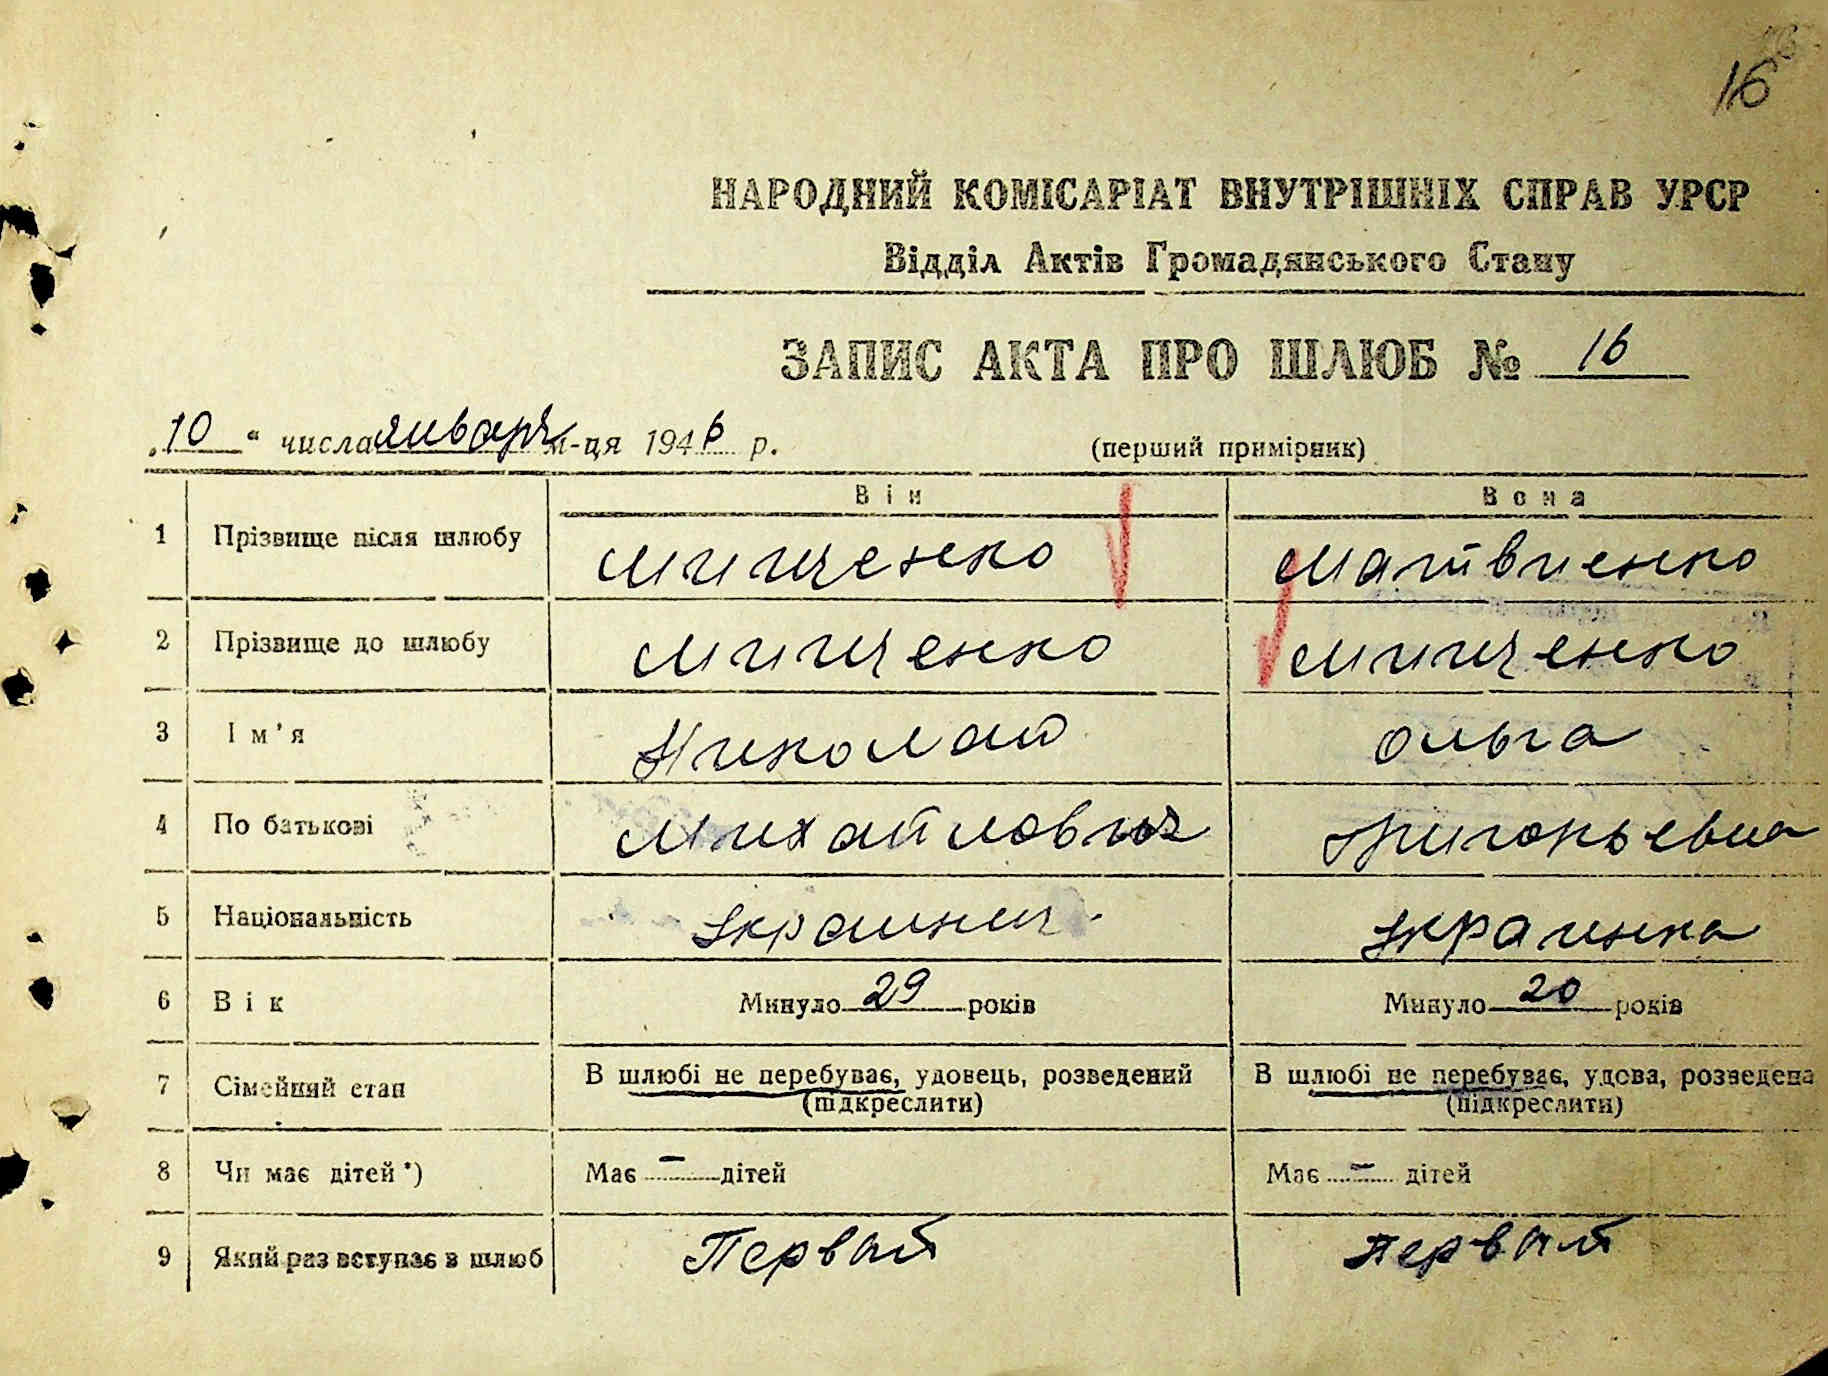 16
НАРОДНИЙ КОМІСАРІАТ ВНУТРІШНІХ СПРАВ УРСР
Відділ Актів Громадянського Стану
ЗАПИС АКТА ПРО ШЛЮБ № 16
„10“ числа января м-ця 1946 р. (перший примірник)
Він Вона
1 Прізвище після шлюбу Мищенко Матвиенко
2 Прізвище до шлюбу Мищенко Мищенко
3 Ім'я Николай Ольга
4 По батькові Михайлович Григорьевна
5 Національність Украинец Украинка
6 Вік Минуло 29 років Минуло 20 років
7 Сімейний стан В шлюбі не перебуває, удовець, розведений (підкреслити) В шлюбі не перебуває, удова, розведена (підкреслити)
8 Чи має дітей*) Має – дітей Має – дітей
9 Який раз вступає в шлюб Первый первый